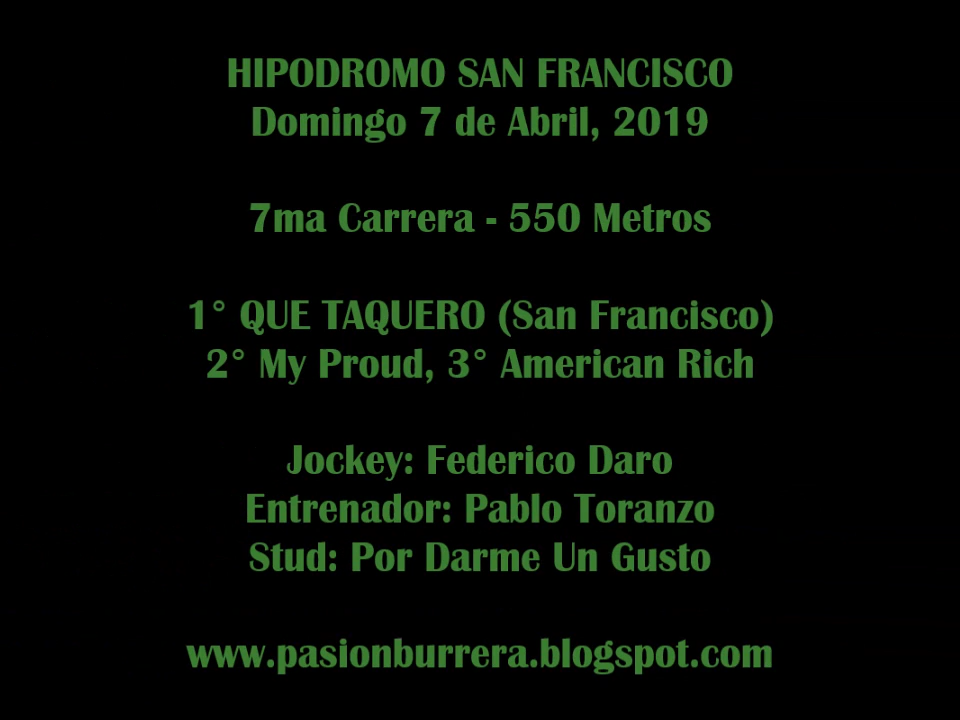 HIPODROMO SAN FRANCISCO
Domingo 7 de Abril, 2019
7ma Carrera - 550 Metros
1° QUE TAQUERO (San Francisco)
2° My Proud, 3° American Rich
Jockey: Federico Daro
Entrenador: Pablo Toranzo
Stud: Por Darme Un Gusto
www.pasionburrera.blogspot.com